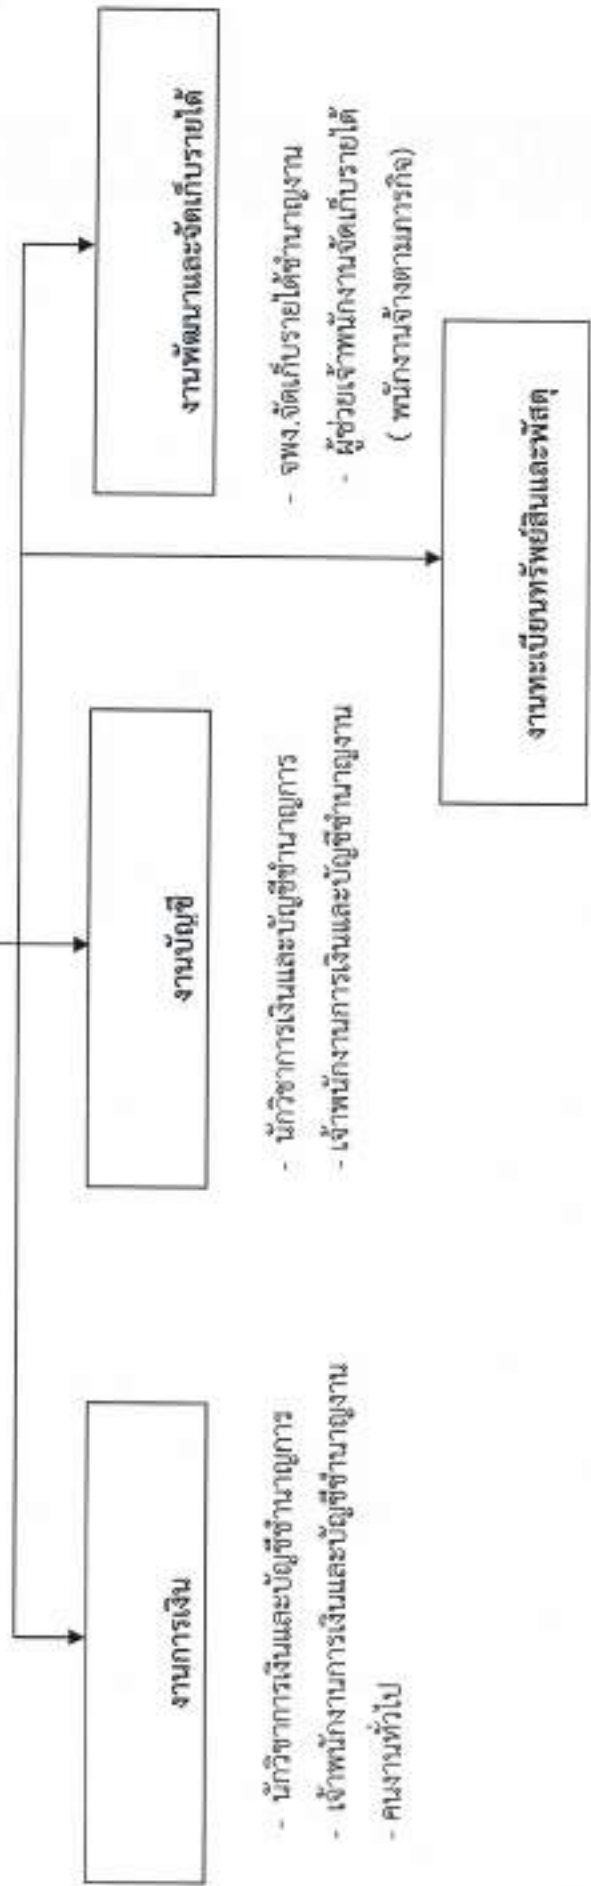 งานการเงิน
- นักวิชาการเงินและบัญชีชำนาญการ
- เจ้าพนักงานการเงินและบัญชีชำนาญงาน
- คนงานทั่วไป
งานบัญชี
- นักวิชาการเงินและบัญชีชำนาญการ
- เจ้าพนักงานการเงินและบัญชีชำนาญงาน
งานพัฒนาและจัดเก็บรายได้
- จพง.จัดเก็บรายได้ชำนาญงาน
- ผู้ช่วยเจ้าพนักงานจัดเก็บรายได้
( พนักงานจ้างตามภารกิจ)
งานทะเบียนทรัพย์สินและพัสดุ